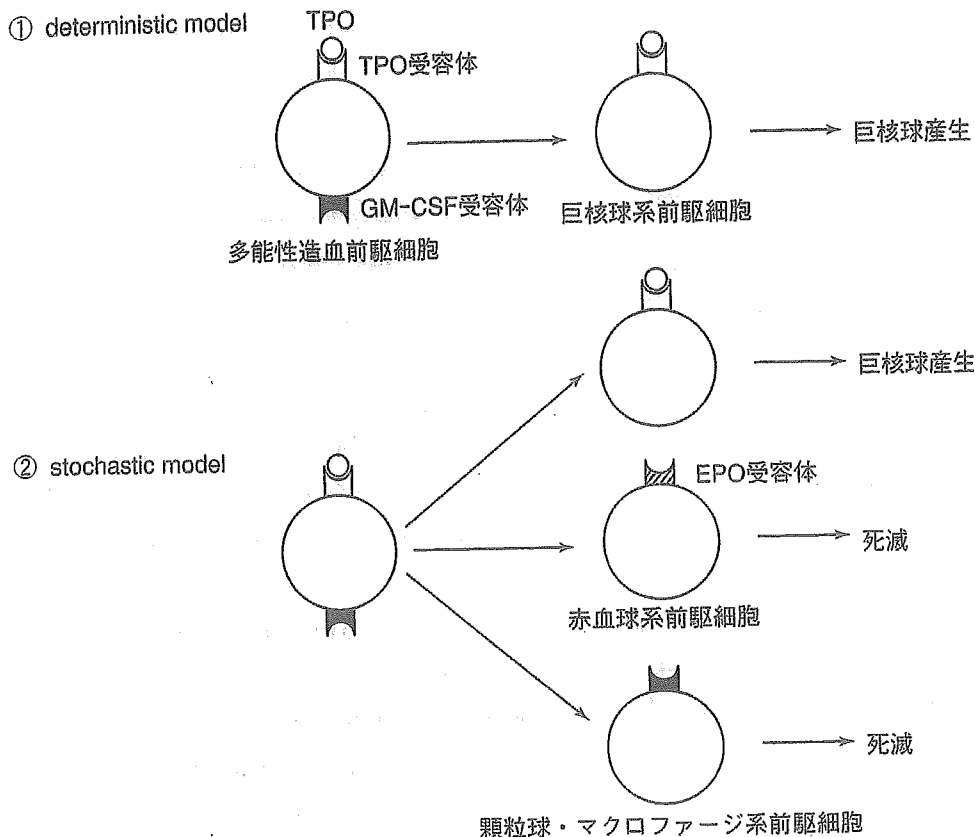 ① deterministic model
TPO
TPO受容体
GM-CSF受容体
多能性造血前駆細胞
巨核球系前駆細胞
巨核球産生
② stochastic model
巨核球産生
EPO受容体
赤血球系前駆細胞
死滅
顆粒球・マクロファージ系前駆細胞
死滅